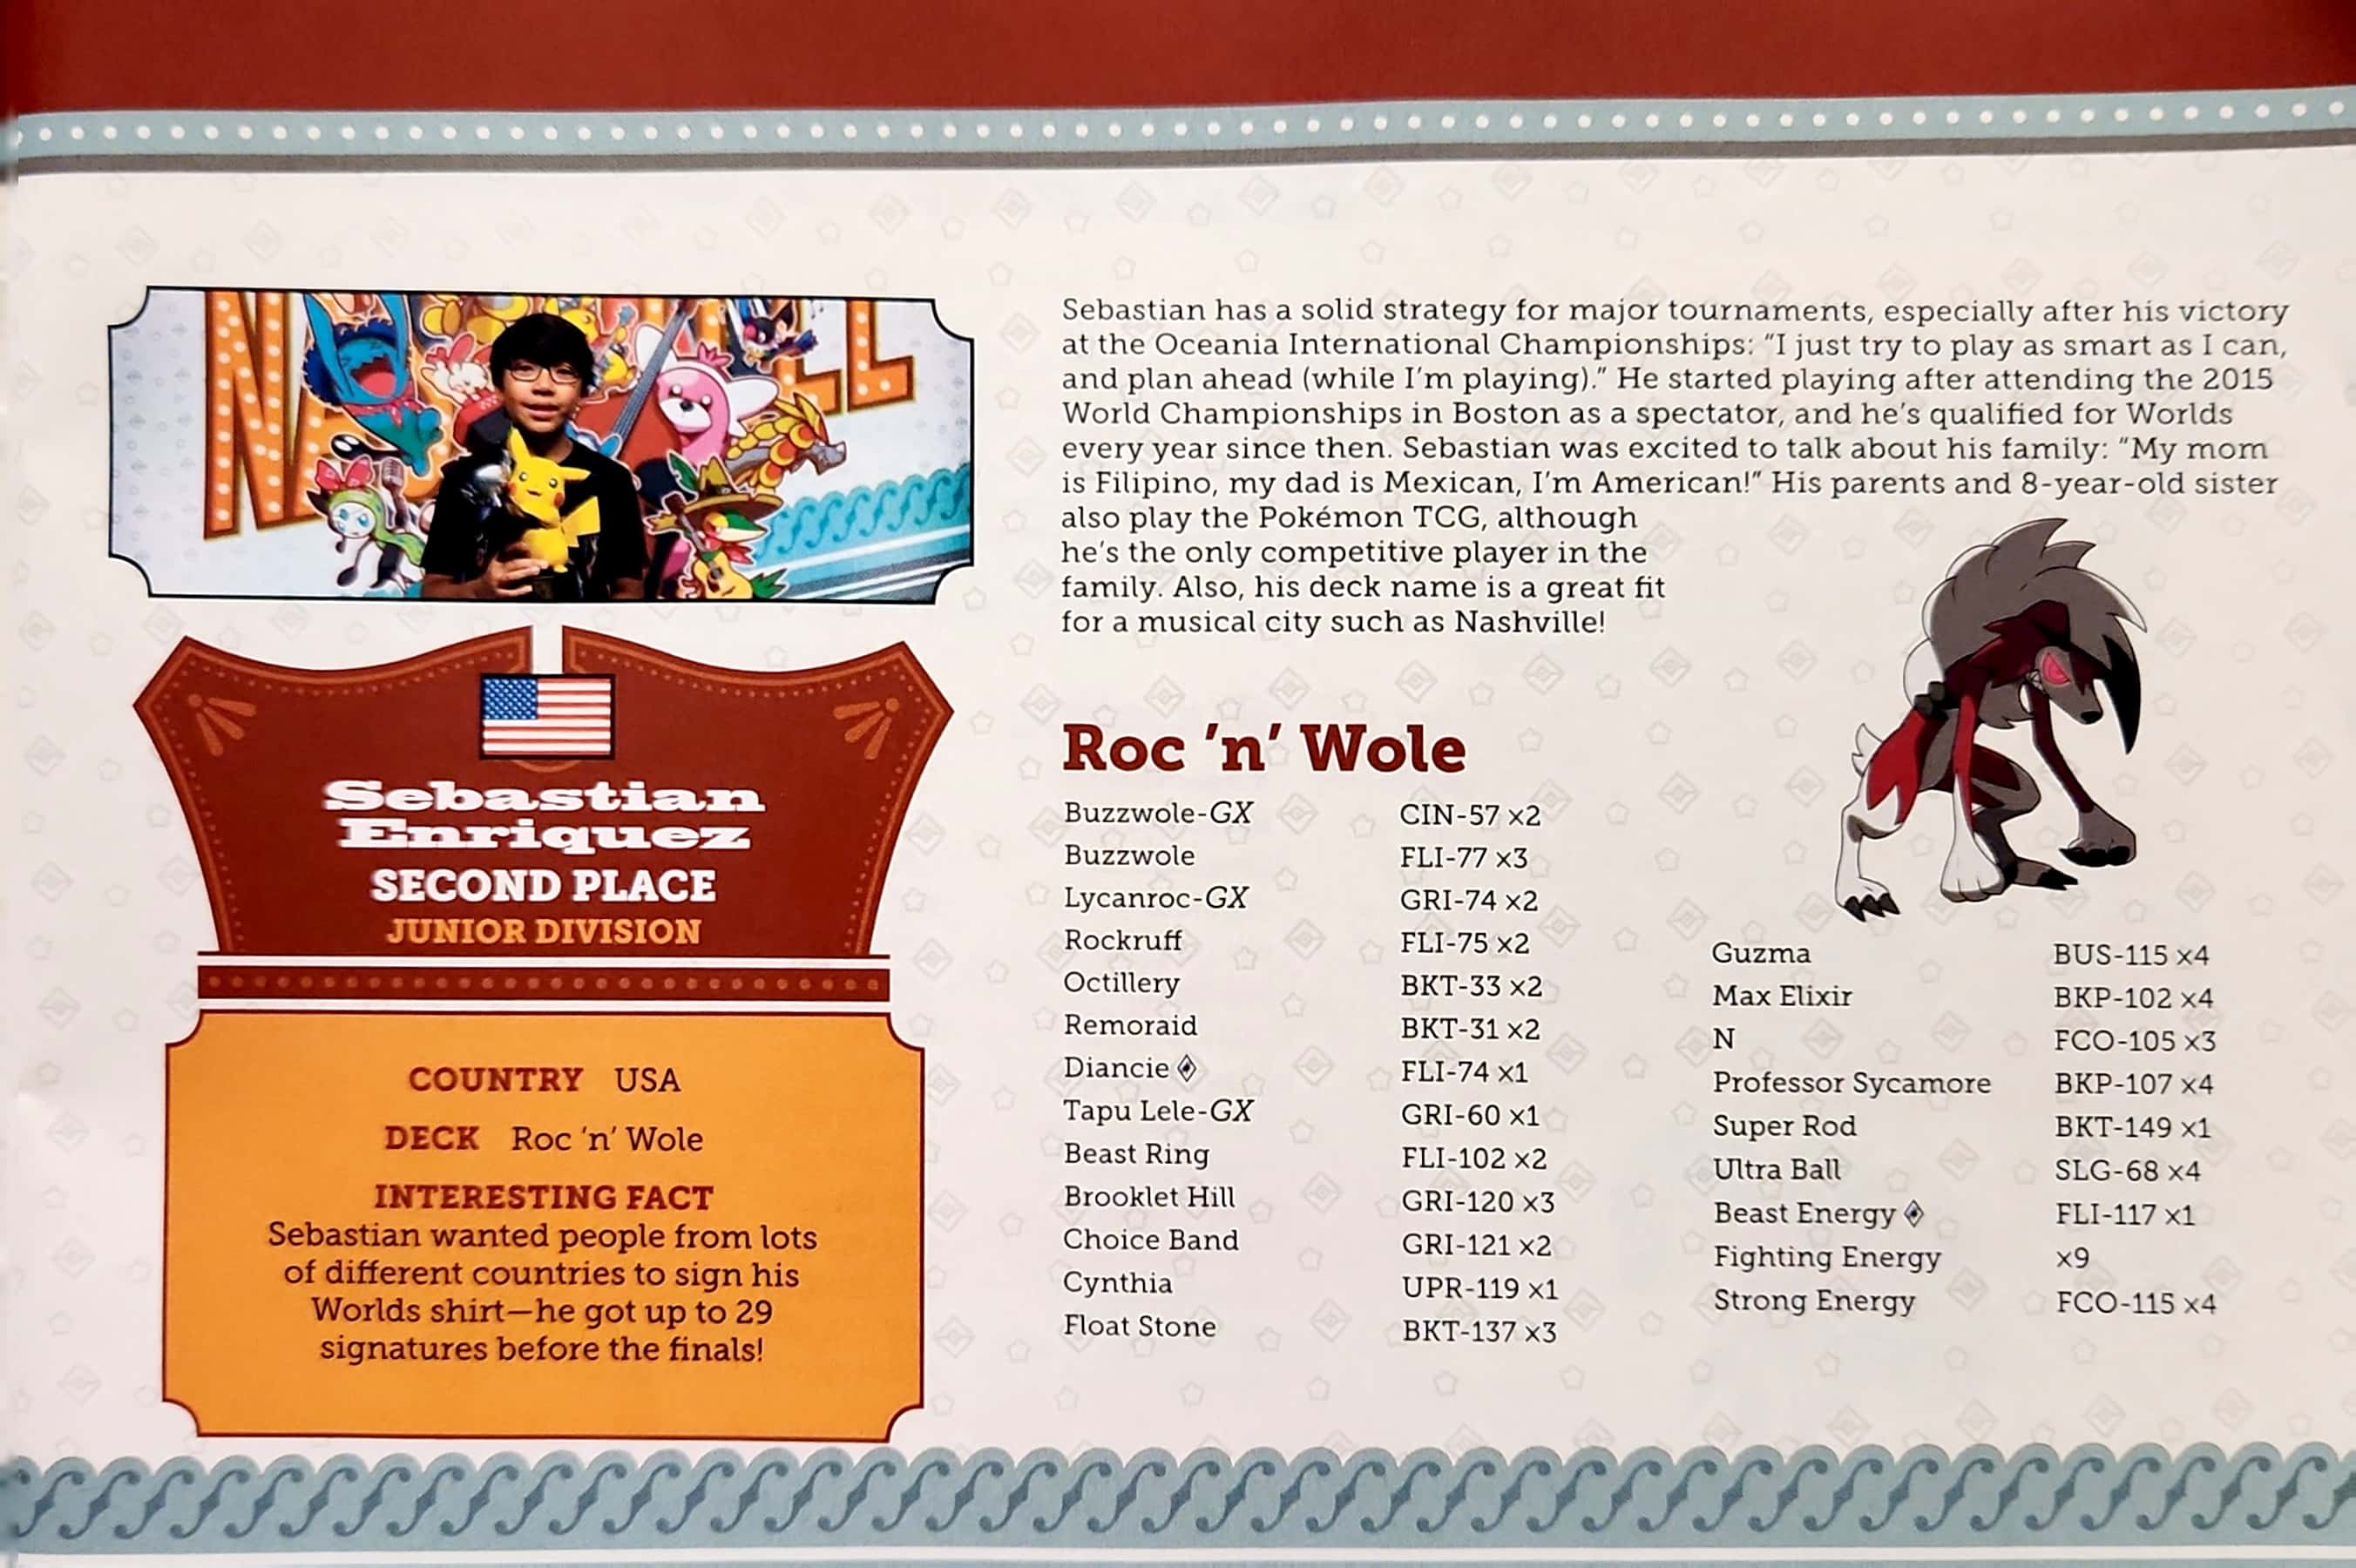 Sebastian
Enriquez
SECOND PLACE
JUNIOR DIVISION
COUNTRY USA
DECK Roc ’n’ Wole
INTERESTING FACT
Sebastian wanted people from lots
of different countries to sign his
Worlds shirt—he got up to 29
signatures before the finals!
Sebastian has a solid strategy for major tournaments, especially after his victory
at the Oceania International Championships: “I just try to play as smart as I can,
and plan ahead (while I’m playing).” He started playing after attending the 2015
World Championships in Boston as a spectator, and he’s qualified for Worlds
every year since then. Sebastian was excited to talk about his family: “My mom
is Filipino, my dad is Mexican, I’m American!” His parents and 8-year-old sister
also play the Pokémon TCG, although
he’s the only competitive player in the
family. Also, his deck name is a great fit
for a musical city such as Nashville!
Roc ’n’ Wole
Buzzwole-GX CIN-57 ×2
Buzzwole FLI-77 ×3
Lycanroc-GX GRI-74 ×2
Rockruff FLI-75 ×2
Octillery BKT-33 ×2
Remoraid BKT-31 ×2
Diancie FLI-74 ×1
Tapu Lele-GX GRI-60 ×1
Beast Ring FLI-102 ×2
Brooklet Hill GRI-120 ×3
Choice Band GRI-121 ×2
Cynthia UPR-119 ×1
Float Stone BKT-137 ×3
Guzma BUS-115 ×4
Max Elixir BKP-102 ×4
N FCO-105 ×3
Professor Sycamore BKP-107 ×4
Super Rod BKT-149 ×1
Ultra Ball SLG-68 ×4
Beast Energy FLI-117 ×1
Fighting Energy ×9
Strong Energy FCO-115 ×4